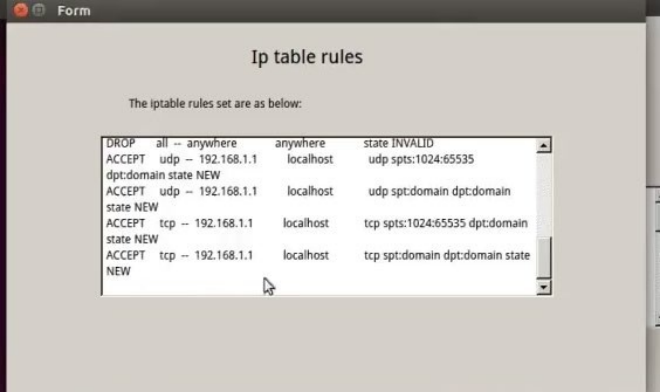 Form
Ip table rules
The iptable rules set are as below:
DROP all -- anywhere anywhere state INVALID
ACCEPT udp -- 192.168.1.1 localhost udp spts:1024:65535
dpt:domain state NEW
ACCEPT udp -- 192.168.1.1 localhost udp spt:domain dpt:domain
state NEW
ACCEPT tcp -- 192.168.1.1 localhost tcp spts:1024:65535 dpt:domain
state NEW
ACCEPT tcp -- 192.168.1.1 localhost tcp spt:domain dpt:domain state
NEW